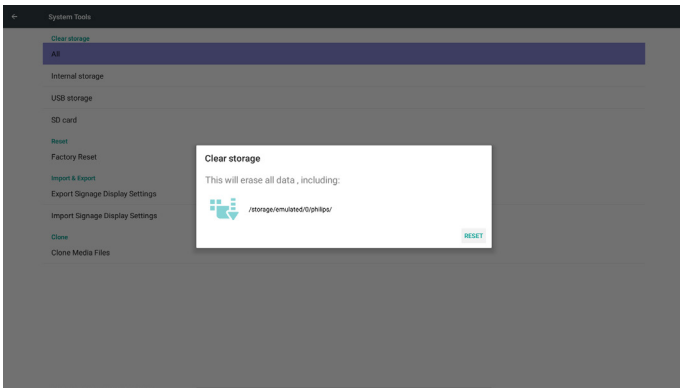 System Tools
Clear storage
All
Internal storage
USB storage
SD card
Reset
Factory Reset
Import & Export
Export Signage Display Settings
Import Signage Display Settings
Clone
Clone Media Files
Clear storage
This will erase all data , including:
/storage/emulated/0/philips/
RESET